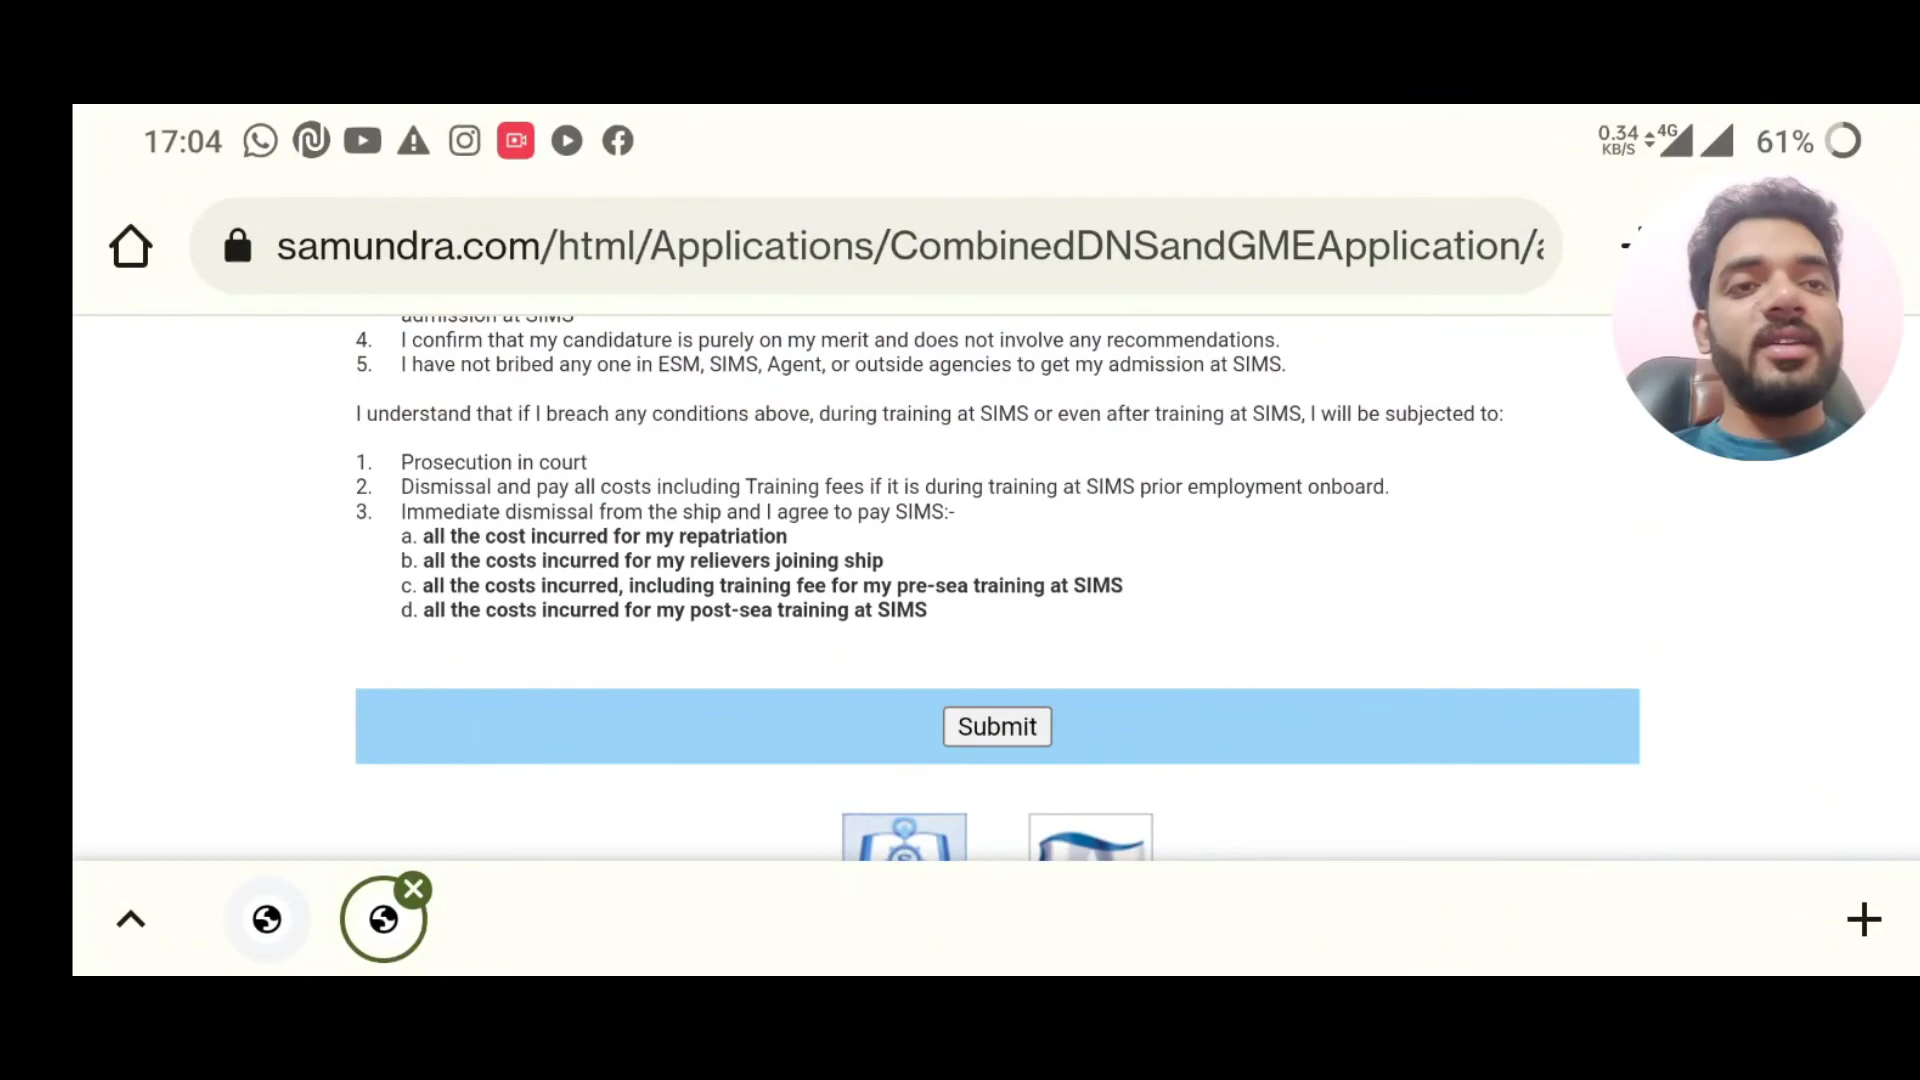 17:04
0.34 KB/S 4G 61%
samundra.com/html/Applications/CombinedDNSandGMEApplication/a
admission at SIMS
4. I confirm that my candidature is purely on my merit and does not involve any recommendations.
5. I have not bribed any one in ESM, SIMS, Agent, or outside agencies to get my admission at SIMS.
I understand that if I breach any conditions above, during training at SIMS or even after training at SIMS, I will be subjected to:
1. Prosecution in court
2. Dismissal and pay all costs including Training fees if it is during training at SIMS prior employment onboard.
3. Immediate dismissal from the ship and I agree to pay SIMS:-
a. all the cost incurred for my repatriation
b. all the costs incurred for my relievers joining ship
c. all the costs incurred, including training fee for my pre-sea training at SIMS
d. all the costs incurred for my post-sea training at SIMS
Submit